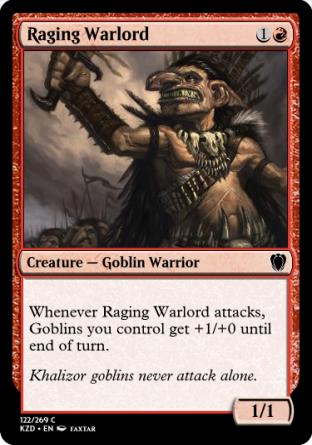 Raging Warlord 1
Creature — Goblin Warrior
Whenever Raging Warlord attacks,
Goblins you control get +1/+0 until
end of turn.
Khalizor goblins never attack alone.
1/1
122/269 C
KZD • EN FAXTAR